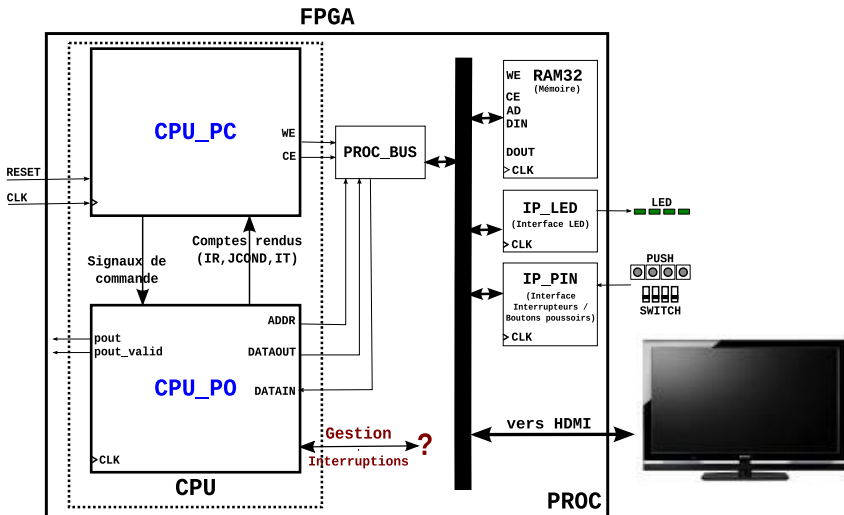 FPGA
CPU_PC
WE
CE
RESET
CLK
PROC_BUS
WE
RAM32
(Mémoire)
CE
AD
DIN
DOUT
CLK
IP_LED
(Interface LED)
CLK
LED
IP_PIN
(Interface
Interrupteurs /
Boutons poussoirs)
CLK
PUSH
SWITCH
Signaux de
commande
Comptes rendus
(IR,JCOND,IT)
ADDR
pout
pout_valid
DATAOUT
CPU_PO
DATAIN
CLK
Gestion
Interruptions
?
vers HDMI
CPU
PROC